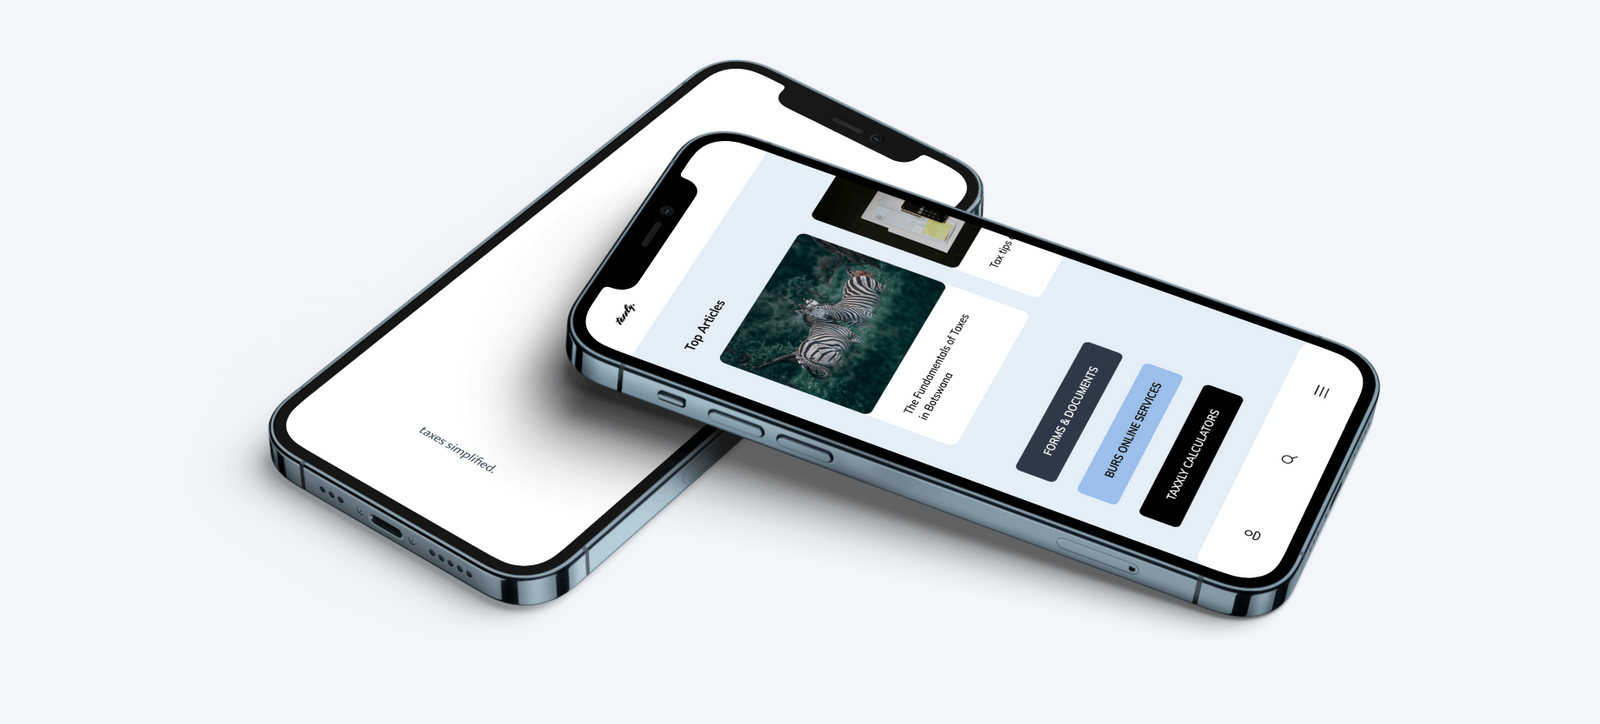 taxes simplified.
taxxly.
Top Articles
The Fundamentals of Taxes
in Botswana
Tax tips
FORMS & DOCUMENTS
BURS ONLINE SERVICES
TAXXLY CALCULATORS